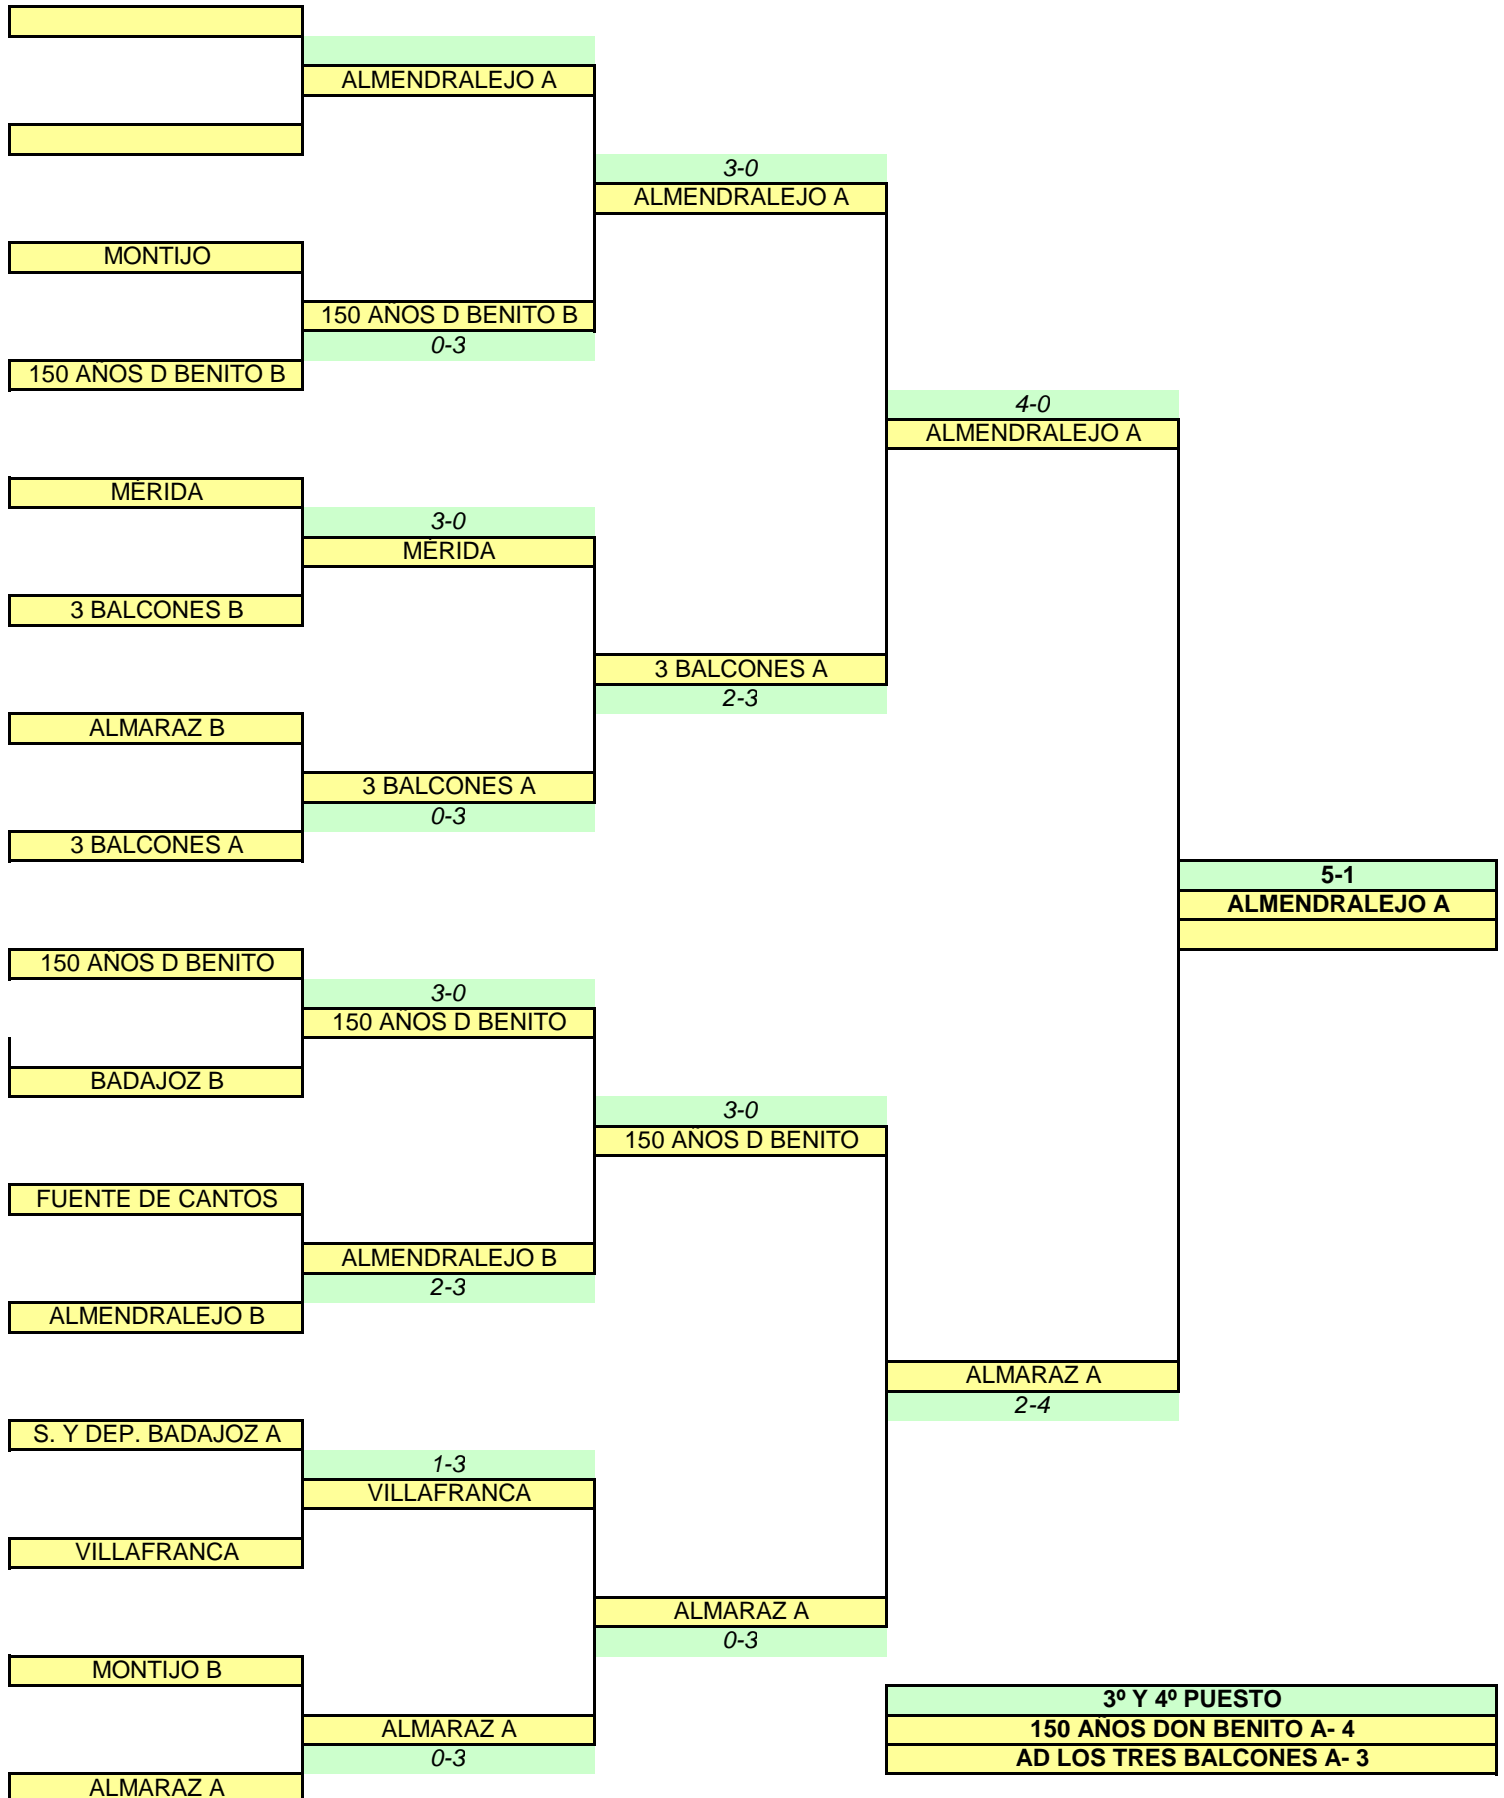 ALMENDRALEJO A
3-0
ALMENDRALEJO A
MONTIJO
150 AÑOS D BENITO B
0-3
150 AÑOS D BENITO B
4-0
ALMENDRALEJO A
MÉRIDA
3-0
MÉRIDA
3 BALCONES B
3 BALCONES A
2-3
ALMARAZ B
3 BALCONES A
0-3
3 BALCONES A
5-1
ALMENDRALEJO A
150 AÑOS D BENITO
3-0
150 AÑOS D BENITO
BADAJOZ B
3-0
150 AÑOS D BENITO
FUENTE DE CANTOS
ALMENDRALEJO B
2-3
ALMENDRALEJO B
ALMARAZ A
2-4
S. Y DEP. BADAJOZ A
1-3
VILLAFRANCA
VILLAFRANCA
ALMARAZ A
0-3
MONTIJO B
ALMARAZ A
0-3
ALMARAZ A
3º Y 4º PUESTO
150 AÑOS DON BENITO A- 4
AD LOS TRES BALCONES A- 3